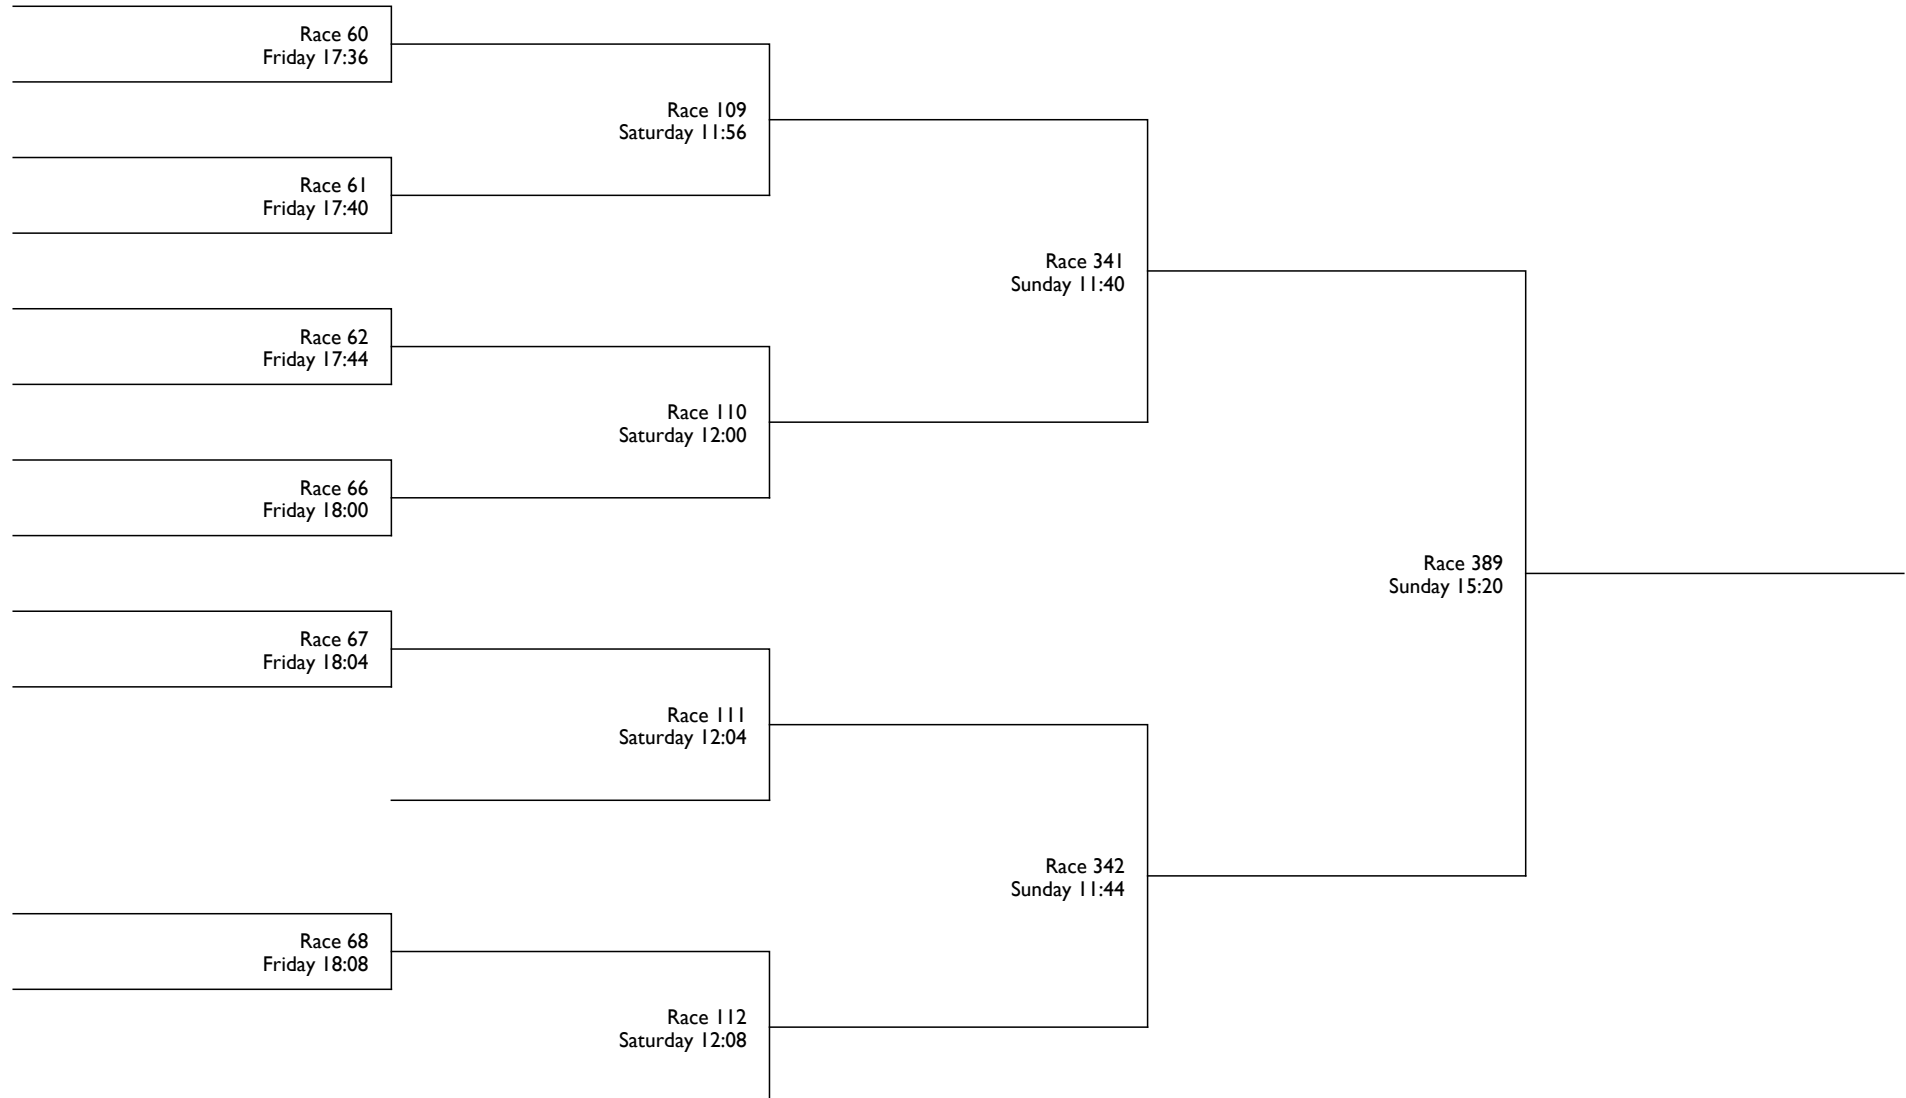 Race 60
Friday 17:36
Race 109
Saturday 11:56
Race 61
Friday 17:40
Race 341
Sunday 11:40
Race 62
Friday 17:44
Race 110
Saturday 12:00
Race 66
Friday 18:00
Race 389
Sunday 15:20
Race 67
Friday 18:04
Race 111
Saturday 12:04
Race 342
Sunday 11:44
Race 68
Friday 18:08
Race 112
Saturday 12:08